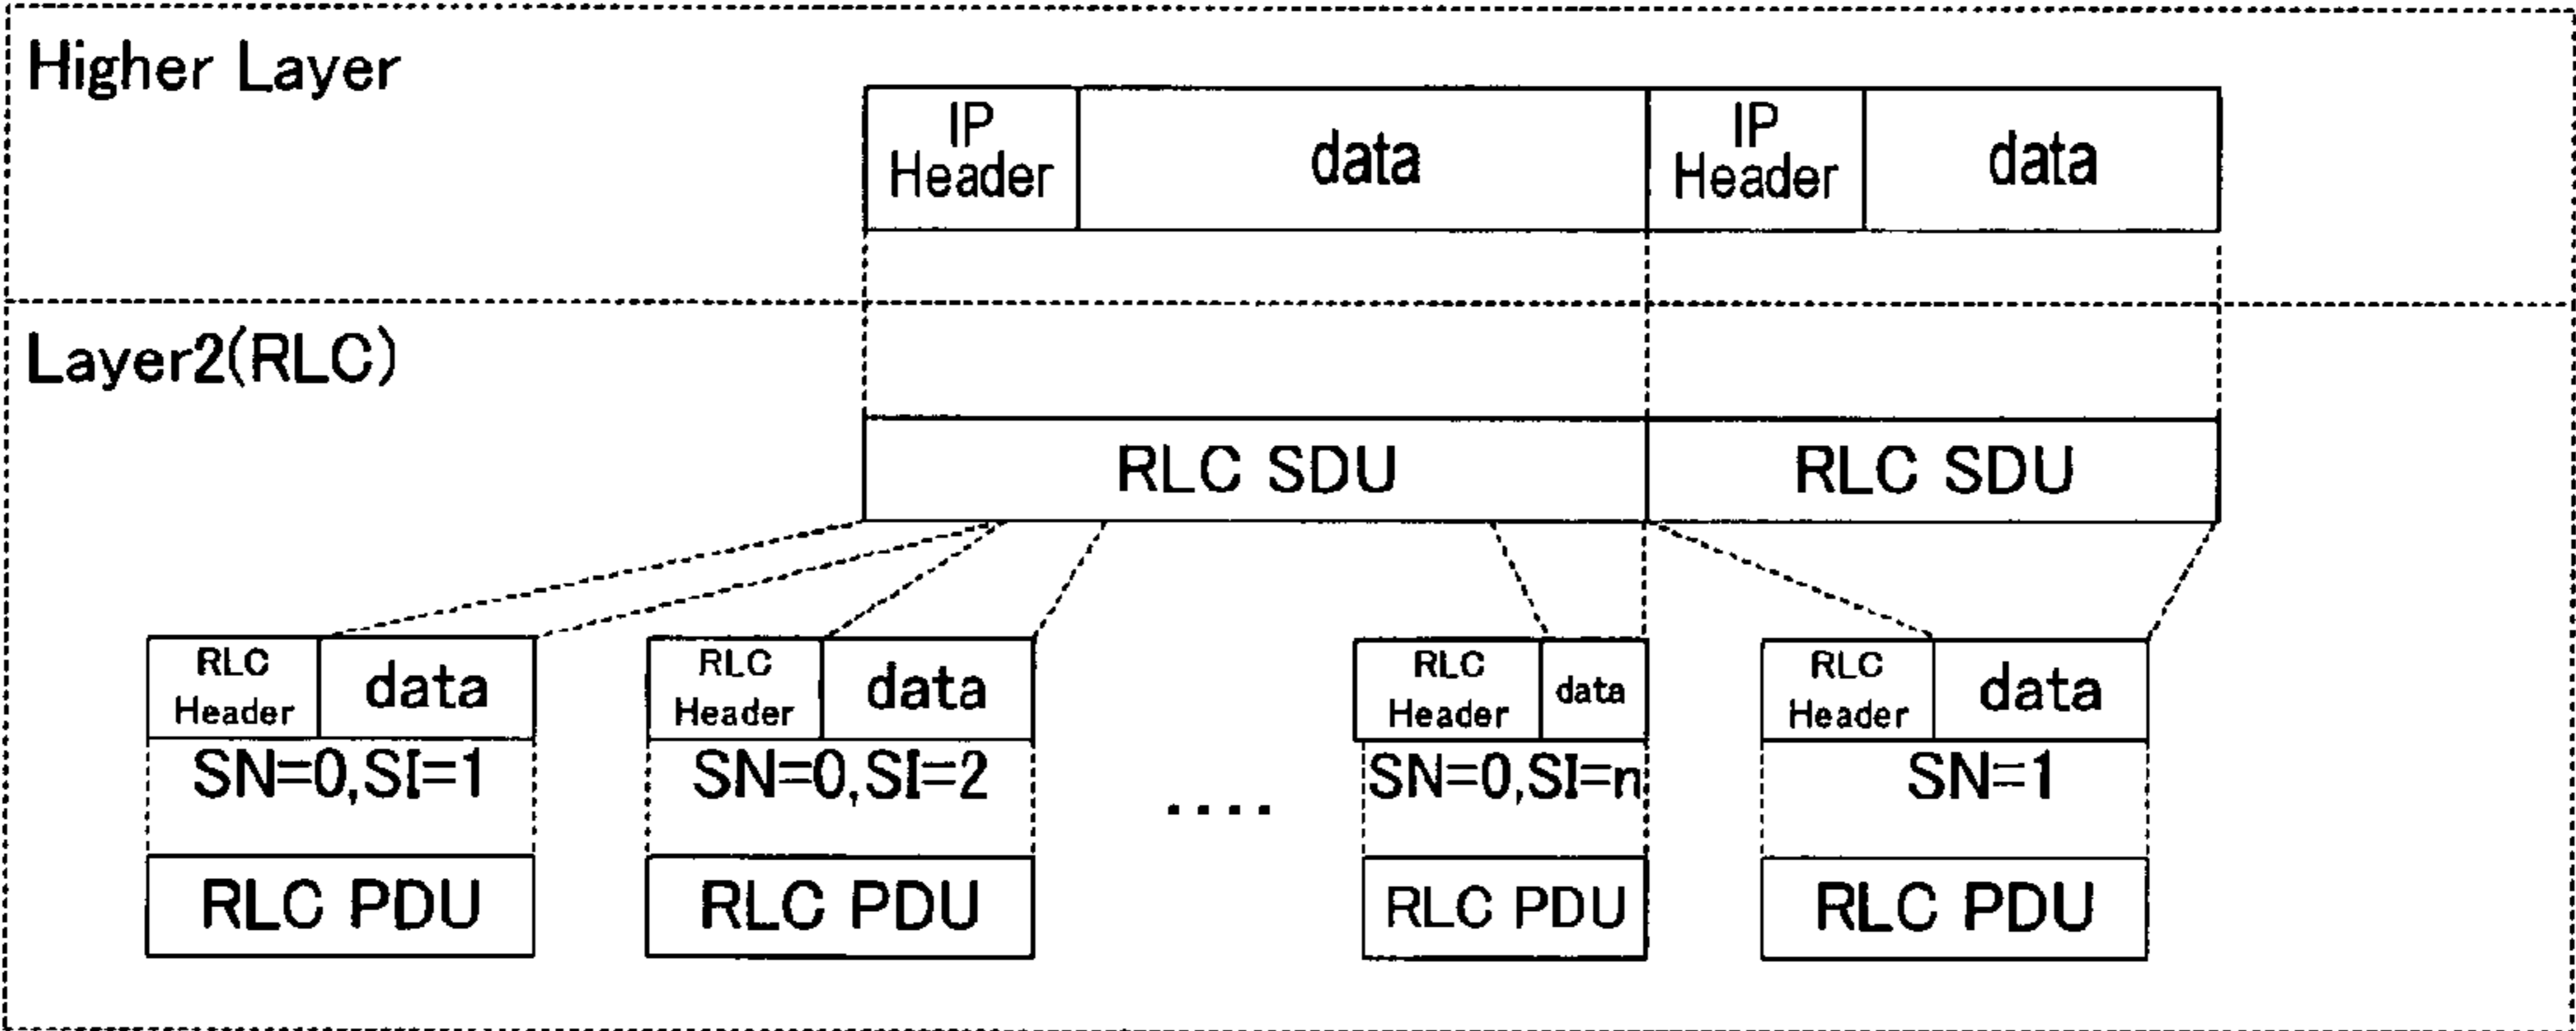 Higher Layer
IP
Header
data
IP
Header
data
Layer2(RLC)
RLC SDU
RLC SDU
RLC
Header
data
RLC
Header
data
RLC
Header
data
RLC
Header
data
SN=0,SI=1
SN=0,SI=2
....
SN=0,SI=n
SN=1
RLC PDU
RLC PDU
RLC PDU
RLC PDU